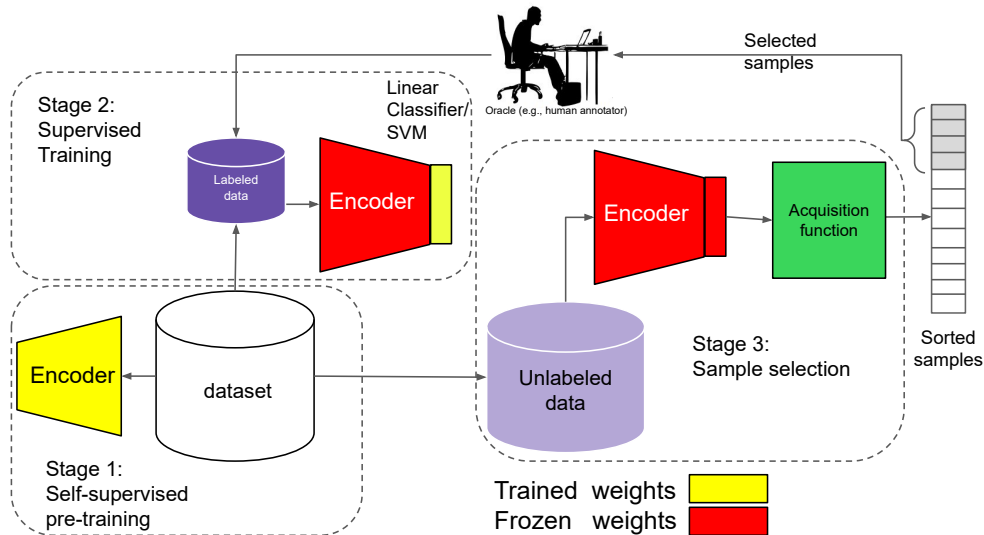 Selected
samples
Oracle (e.g., human annotator)
Stage 2:
Supervised
Training
Linear
Classifier/
SVM
Labeled
data
Encoder
Encoder
Acquisition
function
Stage 3:
Sample selection
Sorted
samples
Encoder
dataset
Unlabeled
data
Stage 1:
Self-supervised
pre-training
Trained weights
Frozen weights